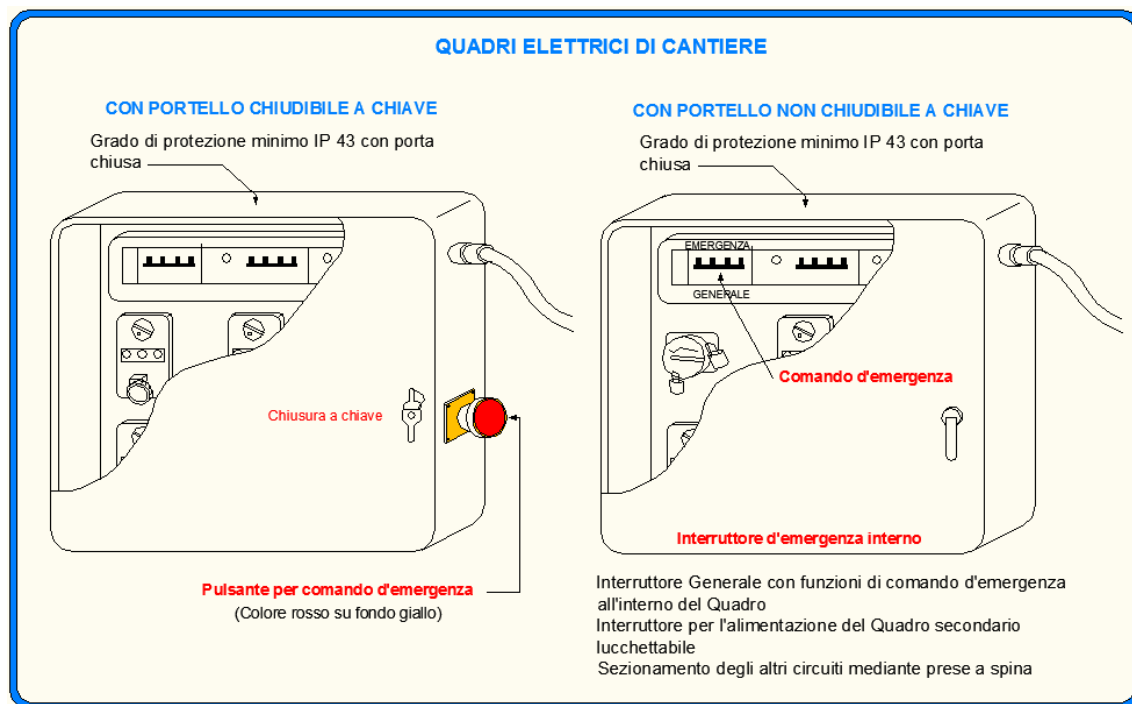 QUADRI ELETTRICI DI CANTIERE
CON PORTELLO CHIUDIBILE A CHIAVE
Grado di protezione minimo IP 43 con porta
chiusa
Chiusura a chiave
Pulsante per comando d'emergenza
(Colore rosso su fondo giallo)
CON PORTELLO NON CHIUDIBILE A CHIAVE
Grado di protezione minimo IP 43 con porta
chiusa
EMERGENZA
GENERALE
Comando d'emergenza
Interruttore d'emergenza interno
Interruttore Generale con funzioni di comando d'emergenza
all'interno del Quadro
Interruttore per l'alimentazione del Quadro secondario
lucchettabile
Sezionamento degli altri circuiti mediante prese a spina